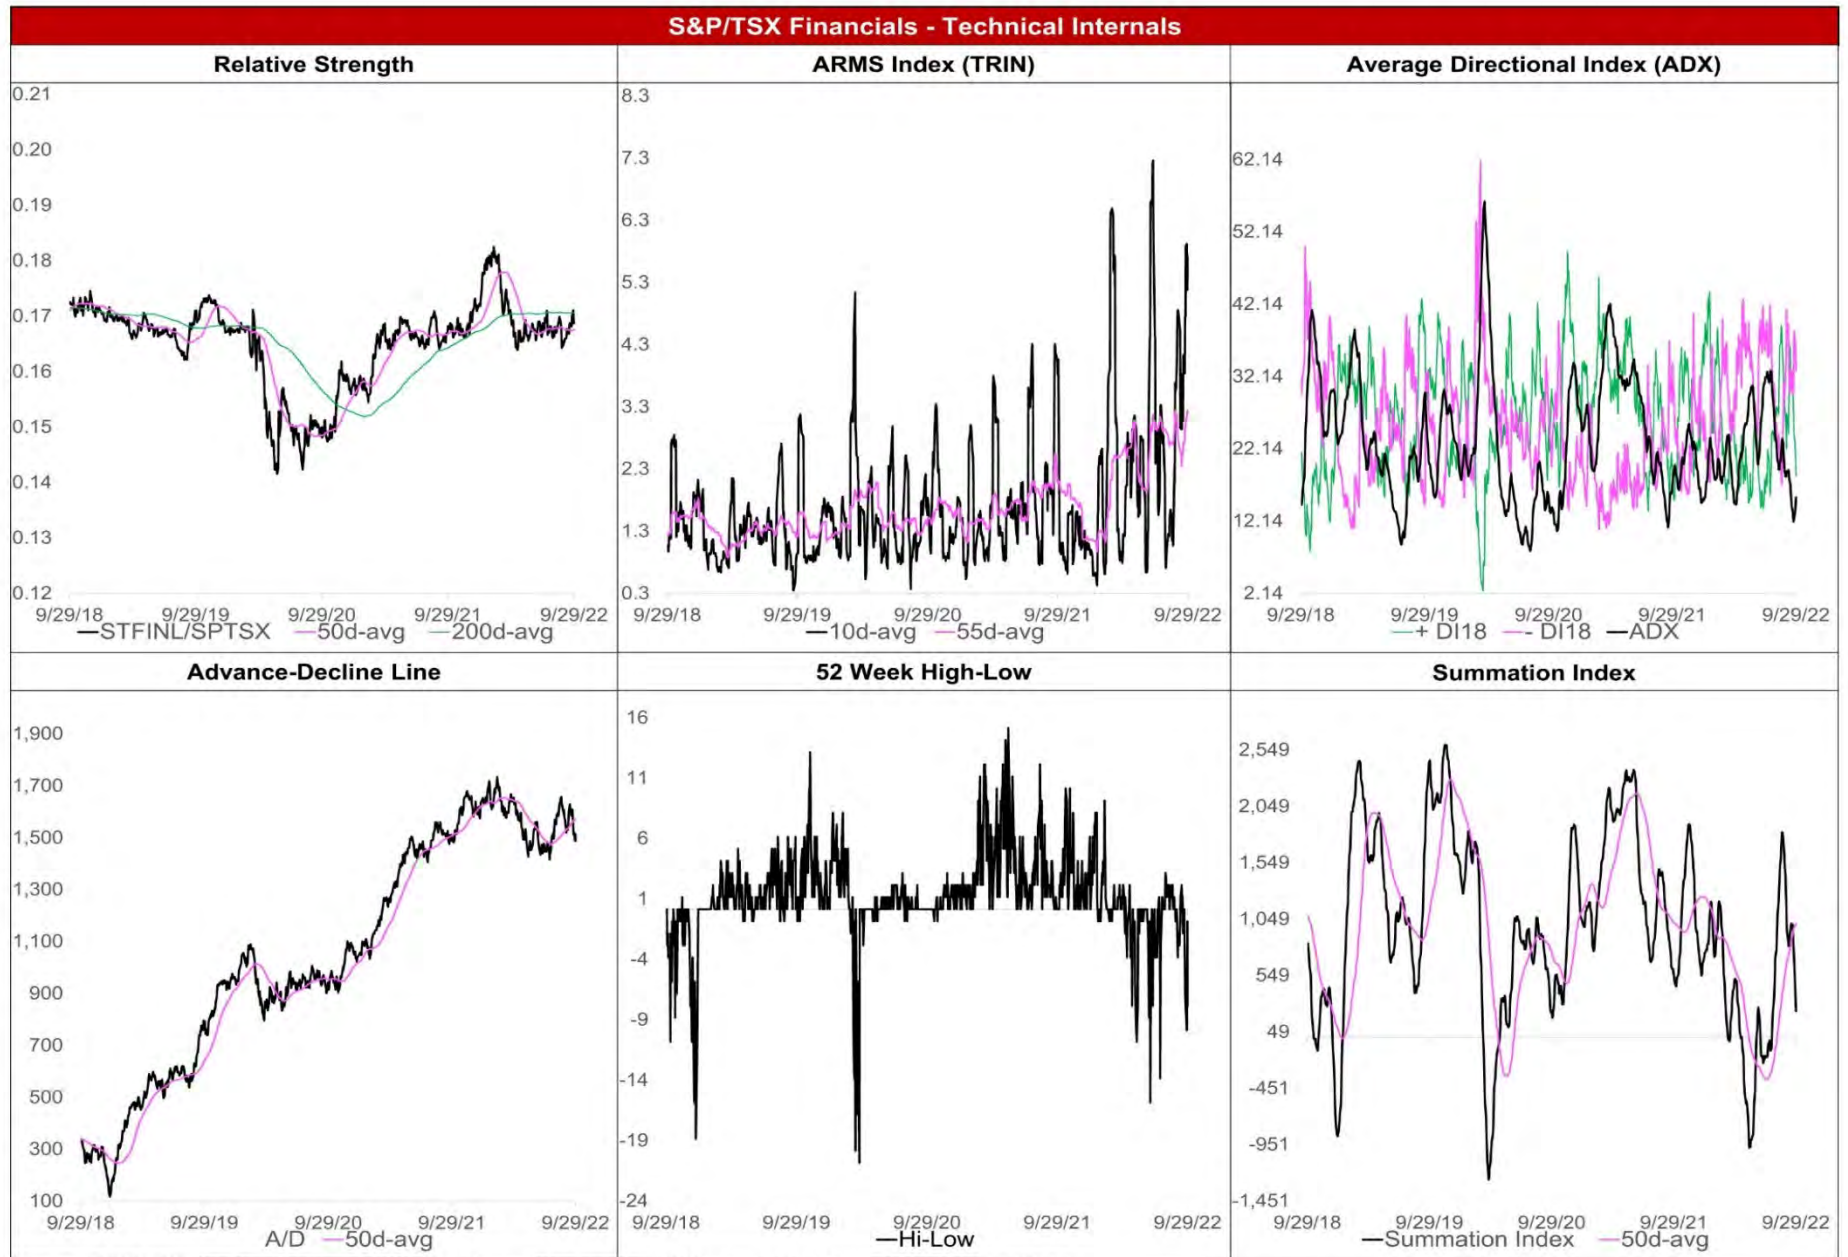 S&P/TSX Financials - Technical Internals
Relative Strength
0.21
0.20
0.19
0.18
0.17
0.16
0.15
0.14
0.13
0.12
9/29/18 9/29/19 9/29/20 9/29/21 9/29/22
STFINL/SPTSX 50d-avg 200d-avg
ARMS Index (TRIN)
8.3
7.3
6.3
5.3
4.3
3.3
2.3
1.3
0.3
9/29/18 9/29/19 9/29/20 9/29/21 9/29/22
10d-avg 55d-avg
Average Directional Index (ADX)
62.14
52.14
42.14
32.14
22.14
12.14
2.14
9/29/18 9/29/19 9/29/20 9/29/21 9/29/22
+ DI18 - DI18 ADX
Advance-Decline Line
1,900
1,700
1,500
1,300
1,100
900
700
500
300
100
9/29/18 9/29/19 9/29/20 9/29/21 9/29/22
A/D 50d-avg
52 Week High-Low
16
11
6
1
-4
-9
-14
-19
-24
9/29/18 9/29/19 9/29/20 9/29/21 9/29/22
Hi-Low
Summation Index
2,549
2,049
1,549
1,049
549
49
-451
-951
-1,451
9/29/18 9/29/19 9/29/20 9/29/21 9/29/22
Summation Index 50d-avg